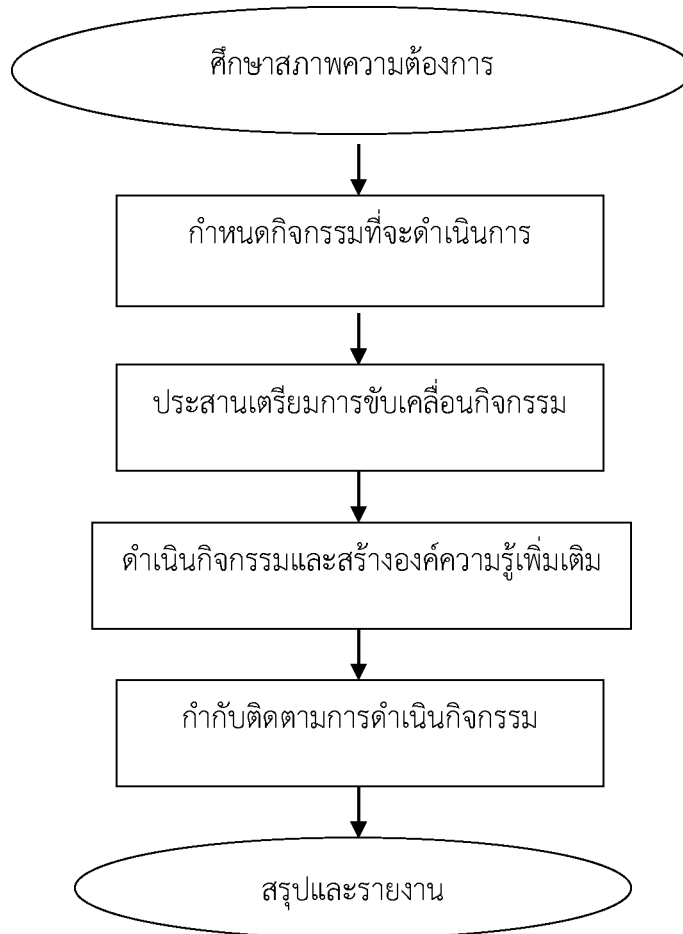 ศึกษาสภาพความต้องการ
กำหนดกิจกรรมที่จะดำเนินการ
ประสานเตรียมการขับเคลื่อนกิจกรรม
ดำเนินกิจกรรมและสร้างองค์ความรู้เพิ่มเติม
กำกับติดตามการดำเนินกิจกรรม
สรุปและรายงาน